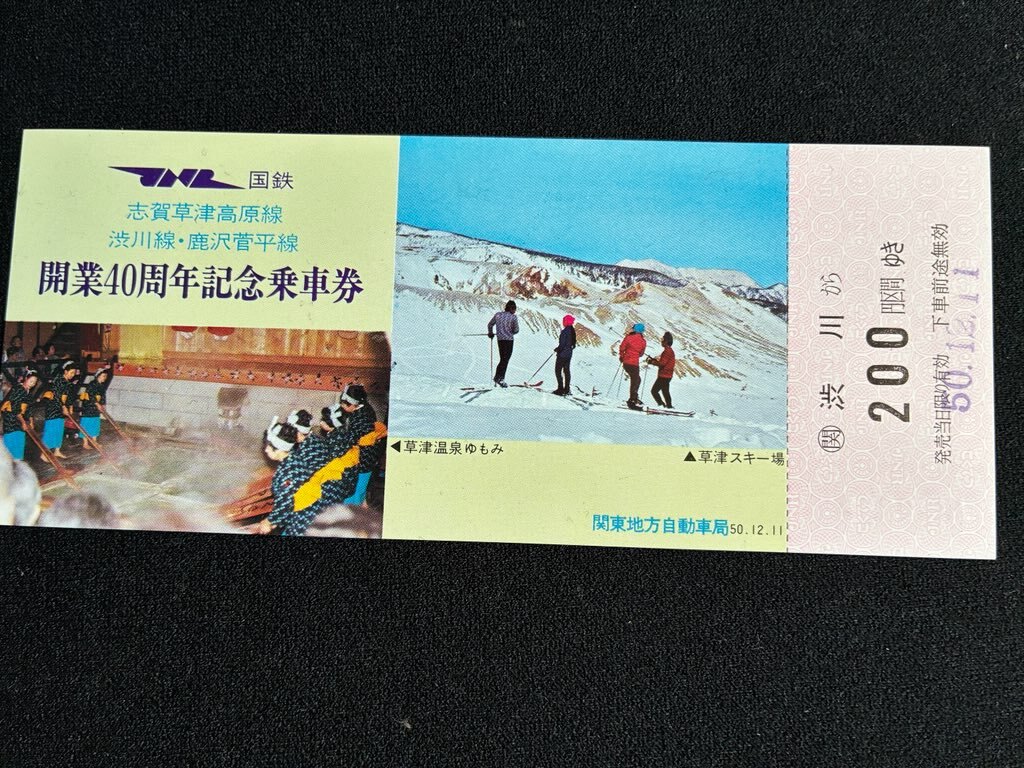 JNR 国鉄
志賀草津高原線
渋川線・鹿沢菅平線
開業40周年記念乗車券
◀草津温泉ゆもみ
▲草津スキー場
関東地方自動車局 50.12.11
㊇ 渋川から
200円区間ゆき
発売当日限り有効 下車前途無効
50.12.11